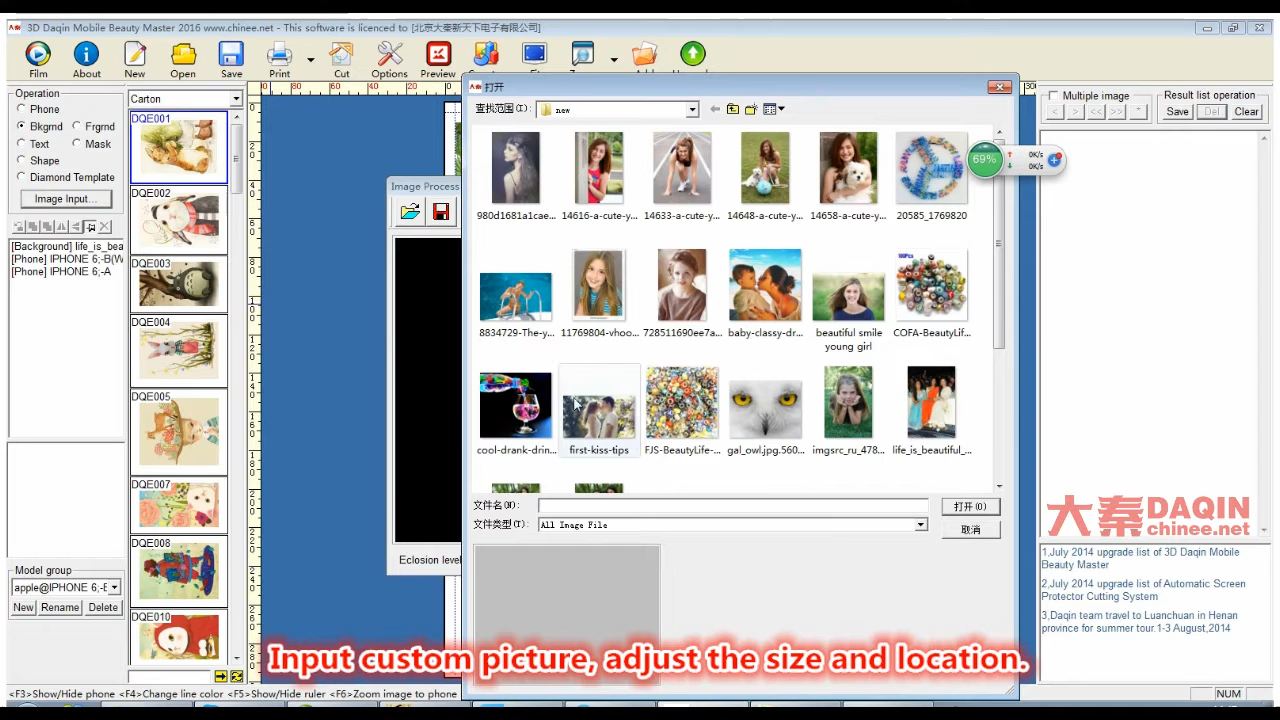 3D Daqin Mobile Beauty Master 2016 www.chinee.net - This software is licenced to [北京大秦新天下电子有限公司]
Film
About
New
Open
Save
Print
Cut
Options
Preview
Operation
Phone
Bkgrnd
Frgrnd
Text
Mask
Shape
Diamond Template
Image Input...
[Background] life_is_bea
[Phone] IPHONE 6;-B(W
[Phone] IPHONE 6;-A
Model group
apple@IPHONE 6;-E
New
Rename
Delete
Carton
DQE001
DQE002
DQE003
DQE004
DQE005
DQE007
DQE008
DQE010
Image Process
Eclosion level
打开
查找范围(I):
new
980d1681a1cae...
14616-a-cute-y...
14633-a-cute-y...
14648-a-cute-y...
14658-a-cute-y...
20585_1769820
8834729-The-y...
11769804-vhoo...
728511690ee7a...
baby-classy-dr...
beautiful smile
young girl
COFA-BeautyLif...
cool-drank-drin...
first-kiss-tips
FJS-BeautyLife-...
gal_owl.jpg.560...
imgsrc_ru_478...
life_is_beautiful_...
文件名(N):
打开(O)
文件类型(T):
All Image File
取消
69%
0K/s
0K/s
Multiple image
Result list operation
<
>
<<
>>
*
Save
Del
Clear
大秦DAQIN
chinee.net
1,July 2014 upgrade list of 3D Daqin Mobile
Beauty Master
2,July 2014 upgrade list of Automatic Screen
Protector Cutting System
3,Daqin team travel to Luanchuan in Henan
province for summer tour.1-3 August,2014
Input custom picture, adjust the size and location.
<F3>Show/Hide phone <F4>Change line color <F5>Show/Hide ruler <F6>Zoom image to phone
NUM